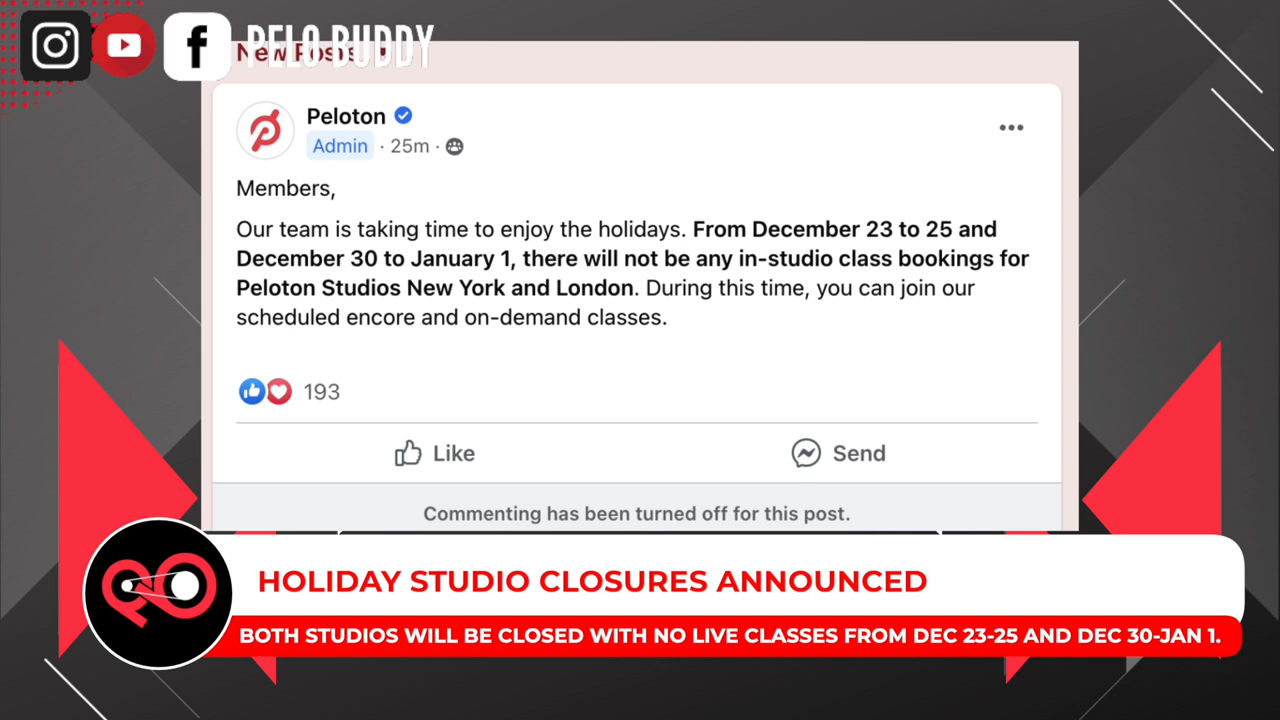 PELO BUDDY
New Posts
Peloton
Admin · 25m ·
Members,
Our team is taking time to enjoy the holidays. From December 23 to 25 and
December 30 to January 1, there will not be any in-studio class bookings for
Peloton Studios New York and London. During this time, you can join our
scheduled encore and on-demand classes.
193
Like
Send
Commenting has been turned off for this post.
HOLIDAY STUDIO CLOSURES ANNOUNCED
BOTH STUDIOS WILL BE CLOSED WITH NO LIVE CLASSES FROM DEC 23-25 AND DEC 30-JAN 1.